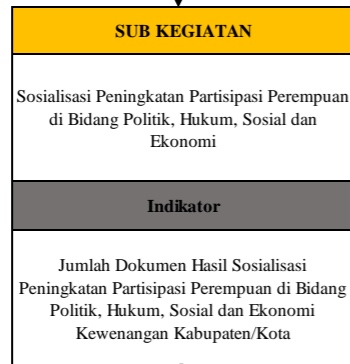 SUB KEGIATAN
Sosialisasi Peningkatan Partisipasi Perempuan
di Bidang Politik, Hukum, Sosial dan
Ekonomi
Indikator
Jumlah Dokumen Hasil Sosialisasi
Peningkatan Partisipasi Perempuan di Bidang
Politik, Hukum, Sosial dan Ekonomi
Kewenangan Kabupaten/Kota